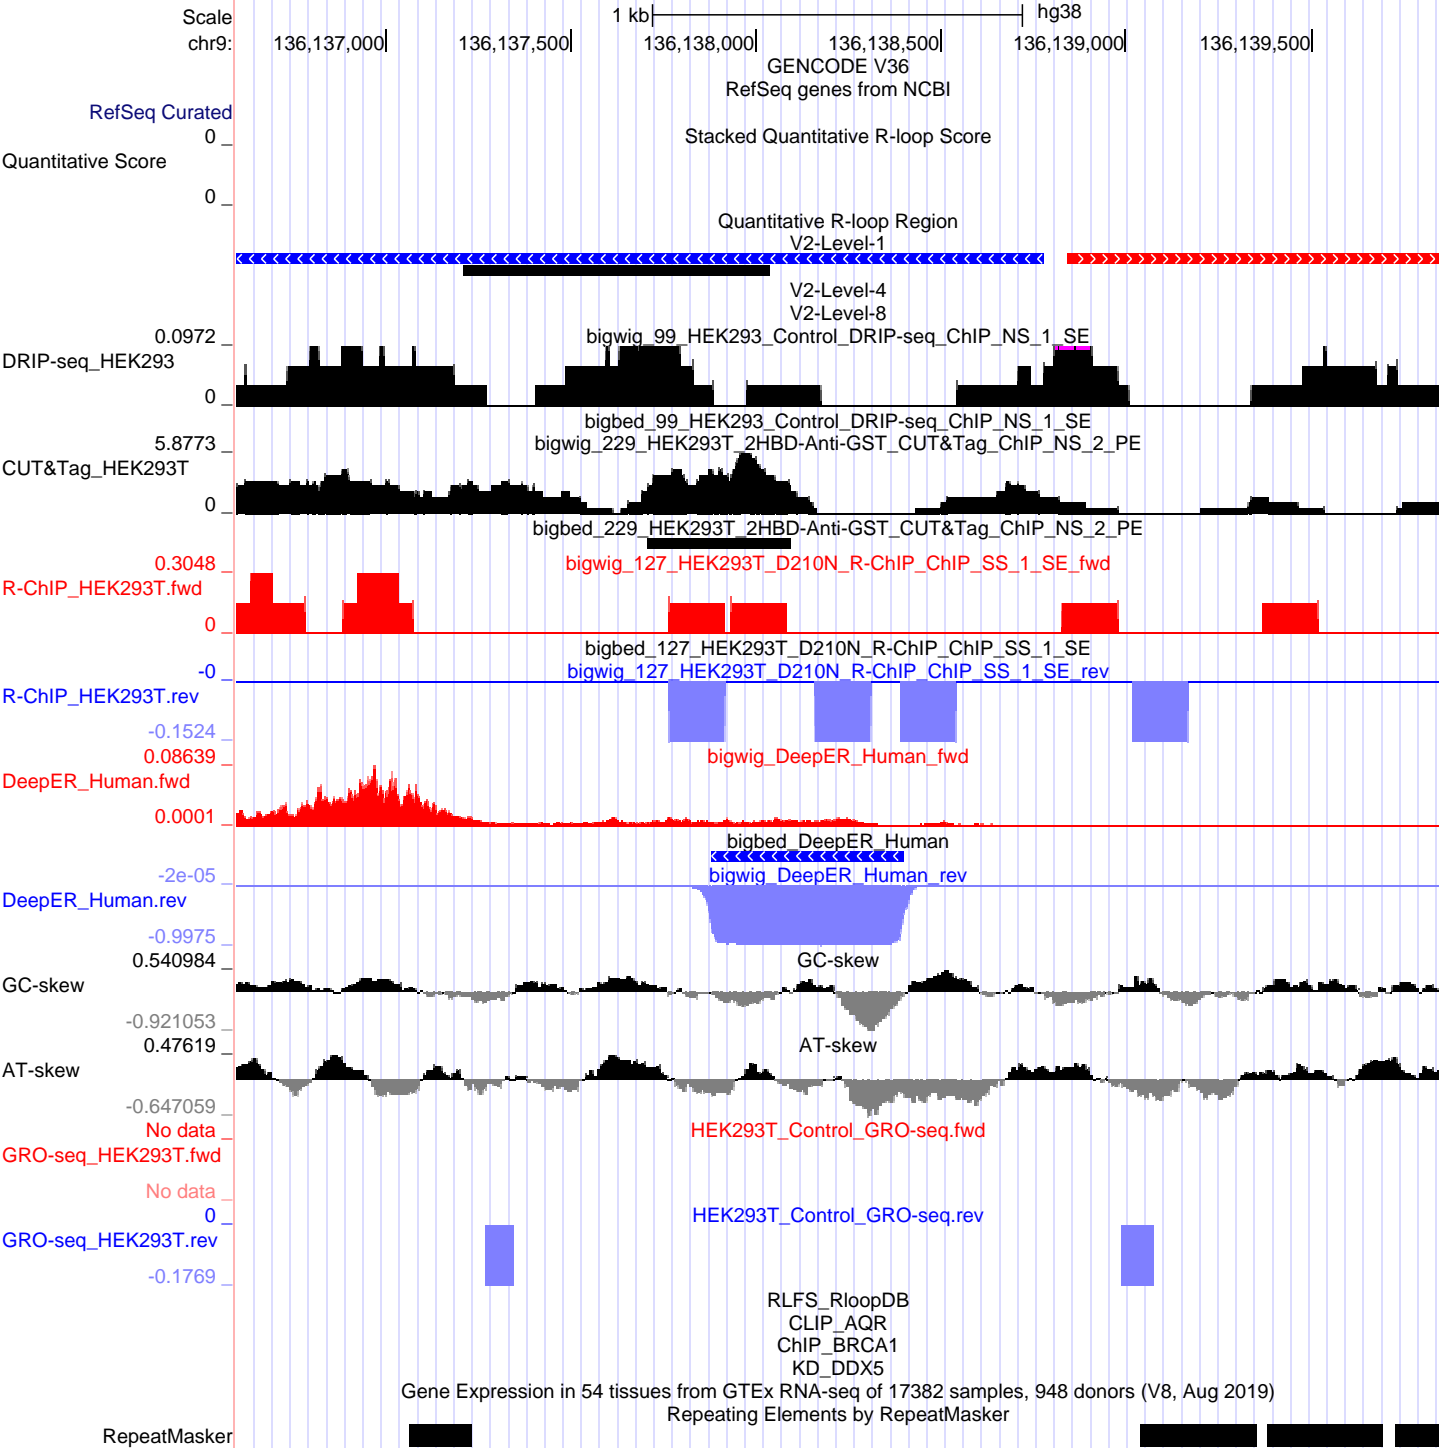 Scale 1 kb hg38
chr9: 136,137,000 136,137,500 136,138,000 136,138,500 136,139,000 136,139,500
GENCODE V36
RefSeq genes from NCBI
RefSeq Curated
0 Stacked Quantitative R-loop Score
Quantitative Score
0
Quantitative R-loop Region
V2-Level-1
V2-Level-4
V2-Level-8
0.0972 bigwig_99_HEK293_Control_DRIP-seq_ChIP_NS_1_SE
DRIP-seq_HEK293
0
bigbed_99_HEK293_Control_DRIP-seq_ChIP_NS_1_SE
5.8773 bigwig_229_HEK293T_2HBD-Anti-GST_CUT&Tag_ChIP_NS_2_PE
CUT&Tag_HEK293T
0
bigbed_229_HEK293T_2HBD-Anti-GST_CUT&Tag_ChIP_NS_2_PE
0.3048 bigwig_127_HEK293T_D210N_R-ChIP_ChIP_SS_1_SE_fwd
R-ChIP_HEK293T.fwd
0
bigbed_127_HEK293T_D210N_R-ChIP_ChIP_SS_1_SE
-0 bigwig_127_HEK293T_D210N_R-ChIP_ChIP_SS_1_SE_rev
R-ChIP_HEK293T.rev
-0.1524
0.08639 bigwig_DeepER_Human_fwd
DeepER_Human.fwd
0.0001
bigbed_DeepER_Human
-2e-05 bigwig_DeepER_Human_rev
DeepER_Human.rev
-0.9975
0.540984 GC-skew
GC-skew
-0.921053
0.47619 AT-skew
AT-skew
-0.647059
No data HEK293T_Control_GRO-seq.fwd
GRO-seq_HEK293T.fwd
No data
0 HEK293T_Control_GRO-seq.rev
GRO-seq_HEK293T.rev
-0.1769
RLFS_RloopDB
CLIP_AQR
ChIP_BRCA1
KD_DDX5
Gene Expression in 54 tissues from GTEx RNA-seq of 17382 samples, 948 donors (V8, Aug 2019)
Repeating Elements by RepeatMasker
RepeatMasker